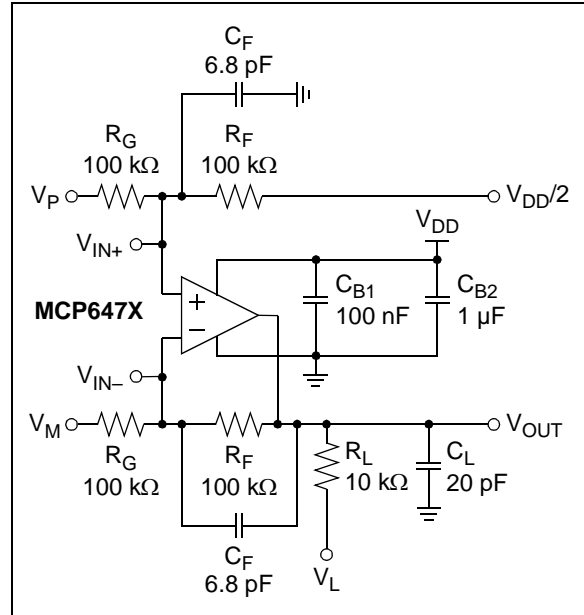 C_F
6.8 pF
R_G
100 kΩ
R_F
100 kΩ
V_P
V_DD/2
V_IN+
V_DD
MCP647X
C_B1
100 nF
C_B2
1 µF
V_IN–
V_M
V_OUT
R_G
100 kΩ
R_F
100 kΩ
R_L
10 kΩ
C_L
20 pF
C_F
6.8 pF
V_L